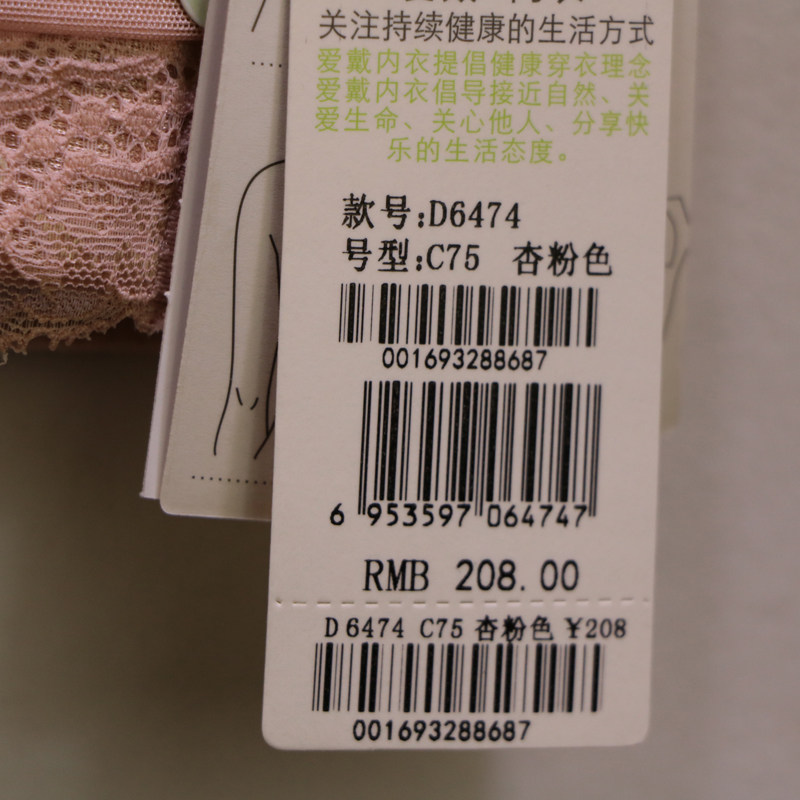 关注持续健康的生活方式
爱戴内衣提倡健康穿衣理念
爱戴内衣倡导接近自然、关
爱生命、关心他人、分享快
乐的生活态度。
款号:D6474
号型:C75 杏粉色
001693288687
6 953597 064747
RMB 208.00
D6474 C75 杏粉色 ¥208
001693288687